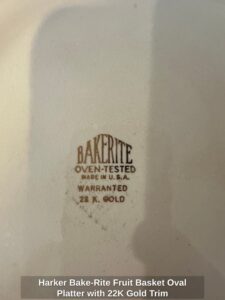 BAKERITE
OVEN-TESTED
MADE IN U.S.A.
WARRANTED
22 K. GOLD
Harker Bake-Rite Fruit Basket Oval
Platter with 22K Gold Trim